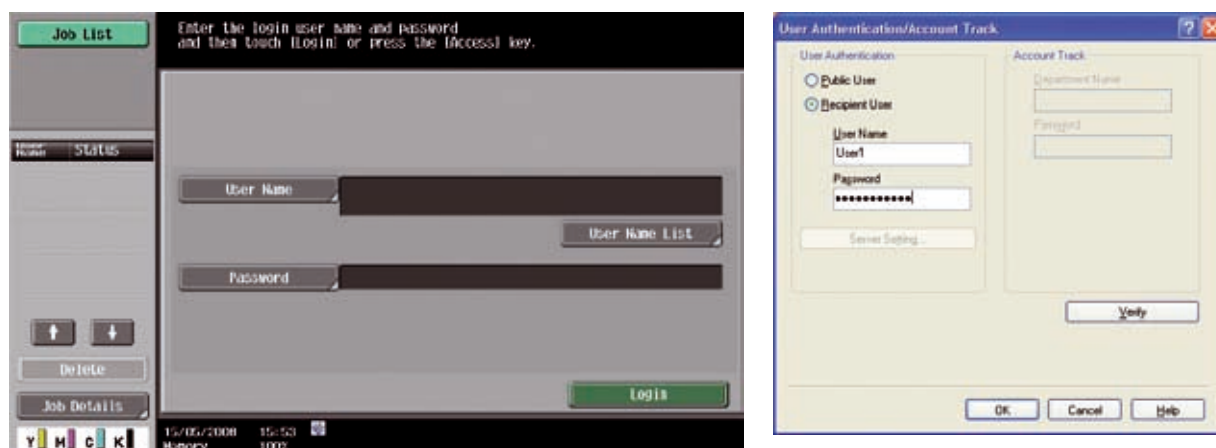 Job List
Enter the login user name and password
and then touch [Login] or press the [Access] key.
User
Name
Status
User Name
User Name List
Password
Delete
Job Details
Login
Y M C K
15/05/2008 15:53
Memory 100%
User Authentication/Account Track
User Authentication
Public User
Recipient User
User Name
User1
Password
Server Setting...
Account Track
Department Name
Password
Verify
OK Cancel Help